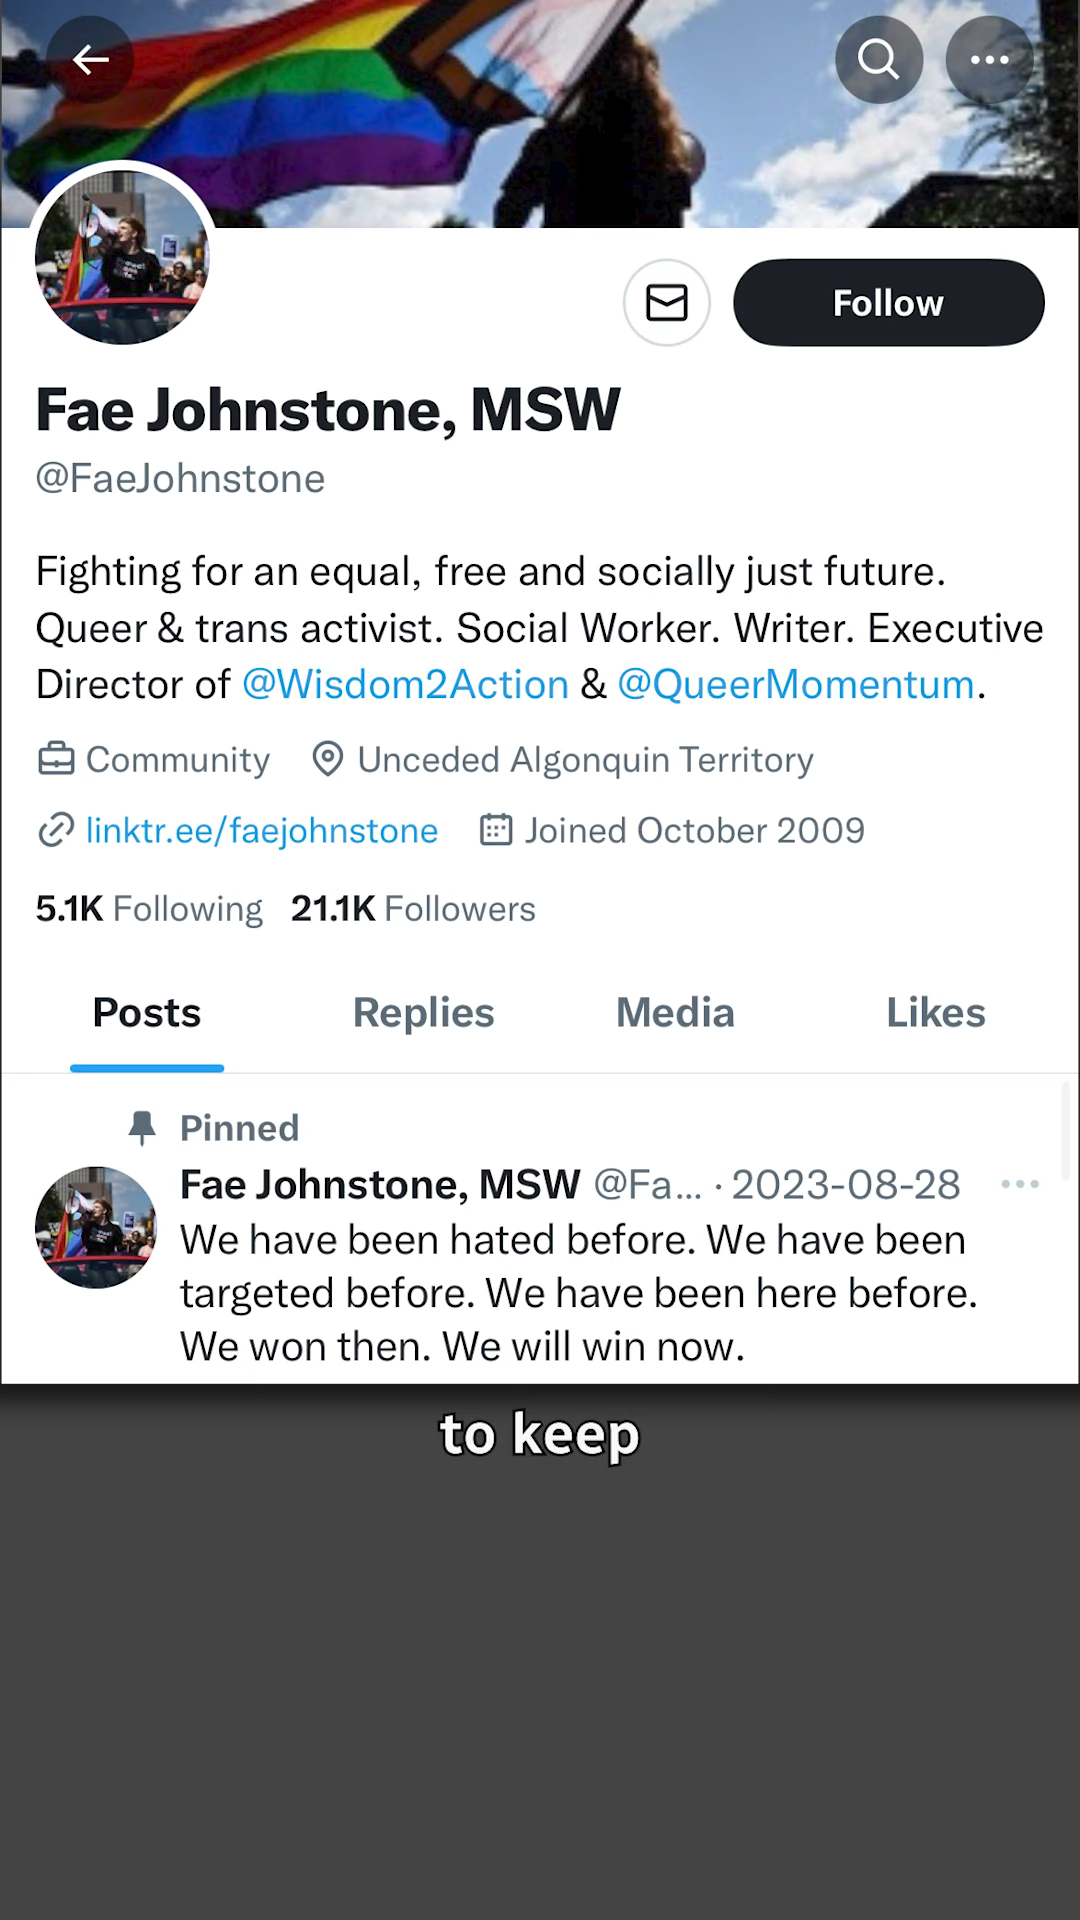 Follow
Fae Johnstone, MSW
@FaeJohnstone
Fighting for an equal, free and socially just future.
Queer & trans activist. Social Worker. Writer. Executive
Director of @Wisdom2Action & @QueerMomentum.
Community Unceded Algonquin Territory
linktr.ee/faejohnstone Joined October 2009
5.1K Following 21.1K Followers
Posts Replies Media Likes
Pinned
Fae Johnstone, MSW @Fa... · 2023-08-28
We have been hated before. We have been
targeted before. We have been here before.
We won then. We will win now.
to keep